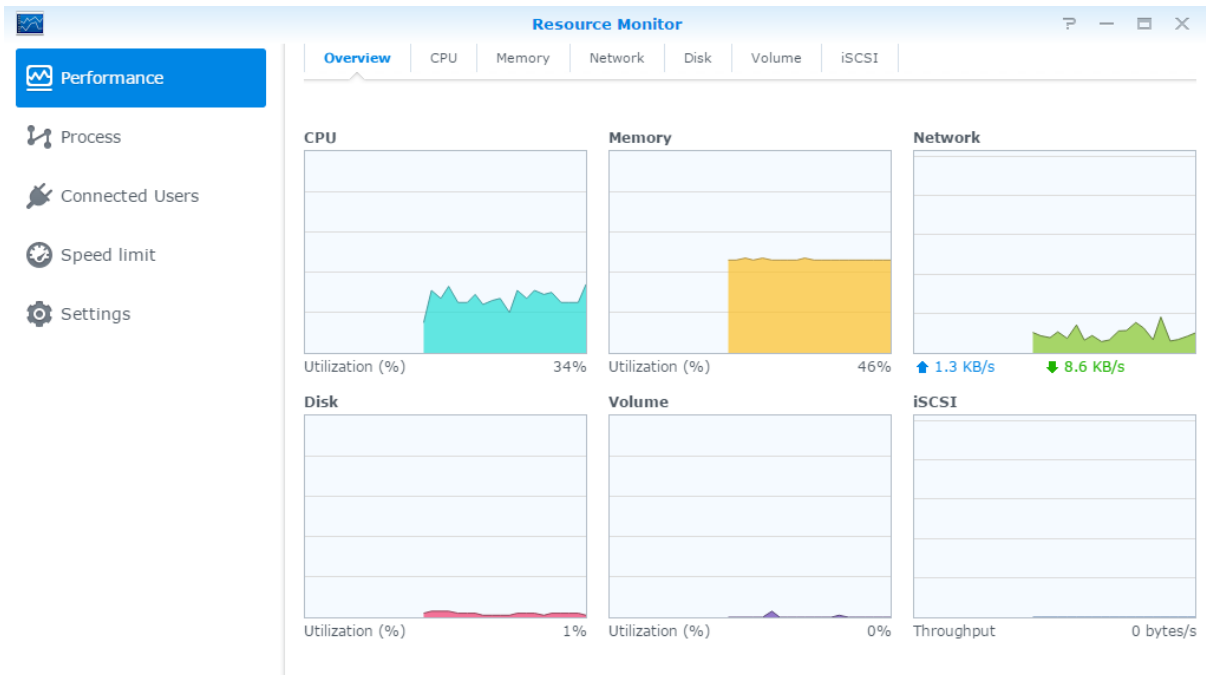 Resource Monitor
Performance
Process
Connected Users
Speed limit
Settings
Overview CPU Memory Network Disk Volume iSCSI
CPU Memory Network
Utilization (%) 34% Utilization (%) 46% 1.3 KB/s 8.6 KB/s
Disk Volume iSCSI
Utilization (%) 1% Utilization (%) 0% Throughput 0 bytes/s